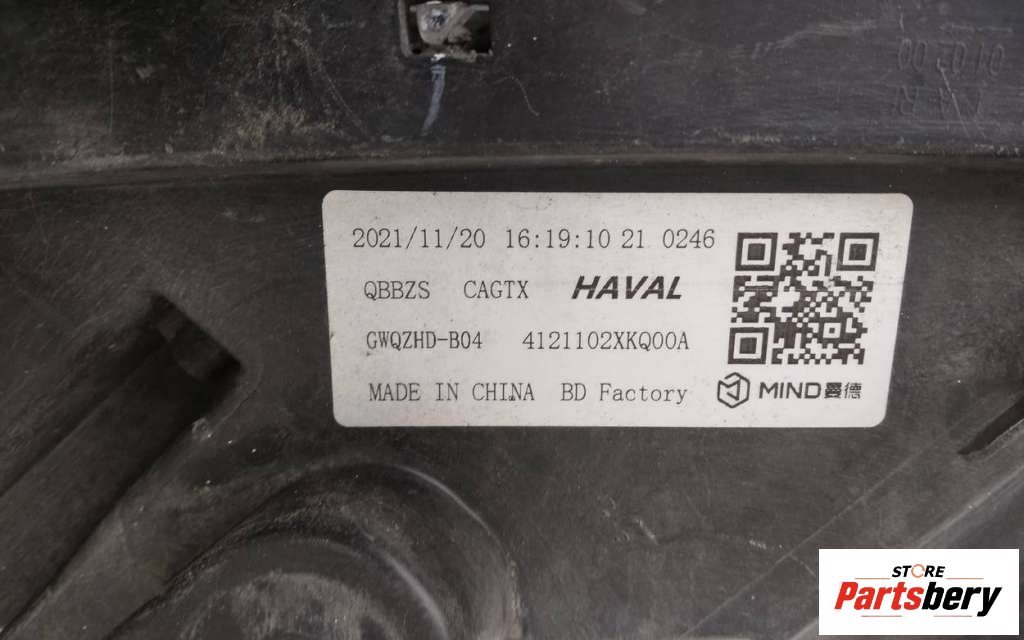 2021/11/20 16:19:10 21 0246
QBBZS CAGTX HAVAL
GWQZHD-B04 4121102XKQ00A
MADE IN CHINA BD Factory MIND曼德
STORE
Partsbery